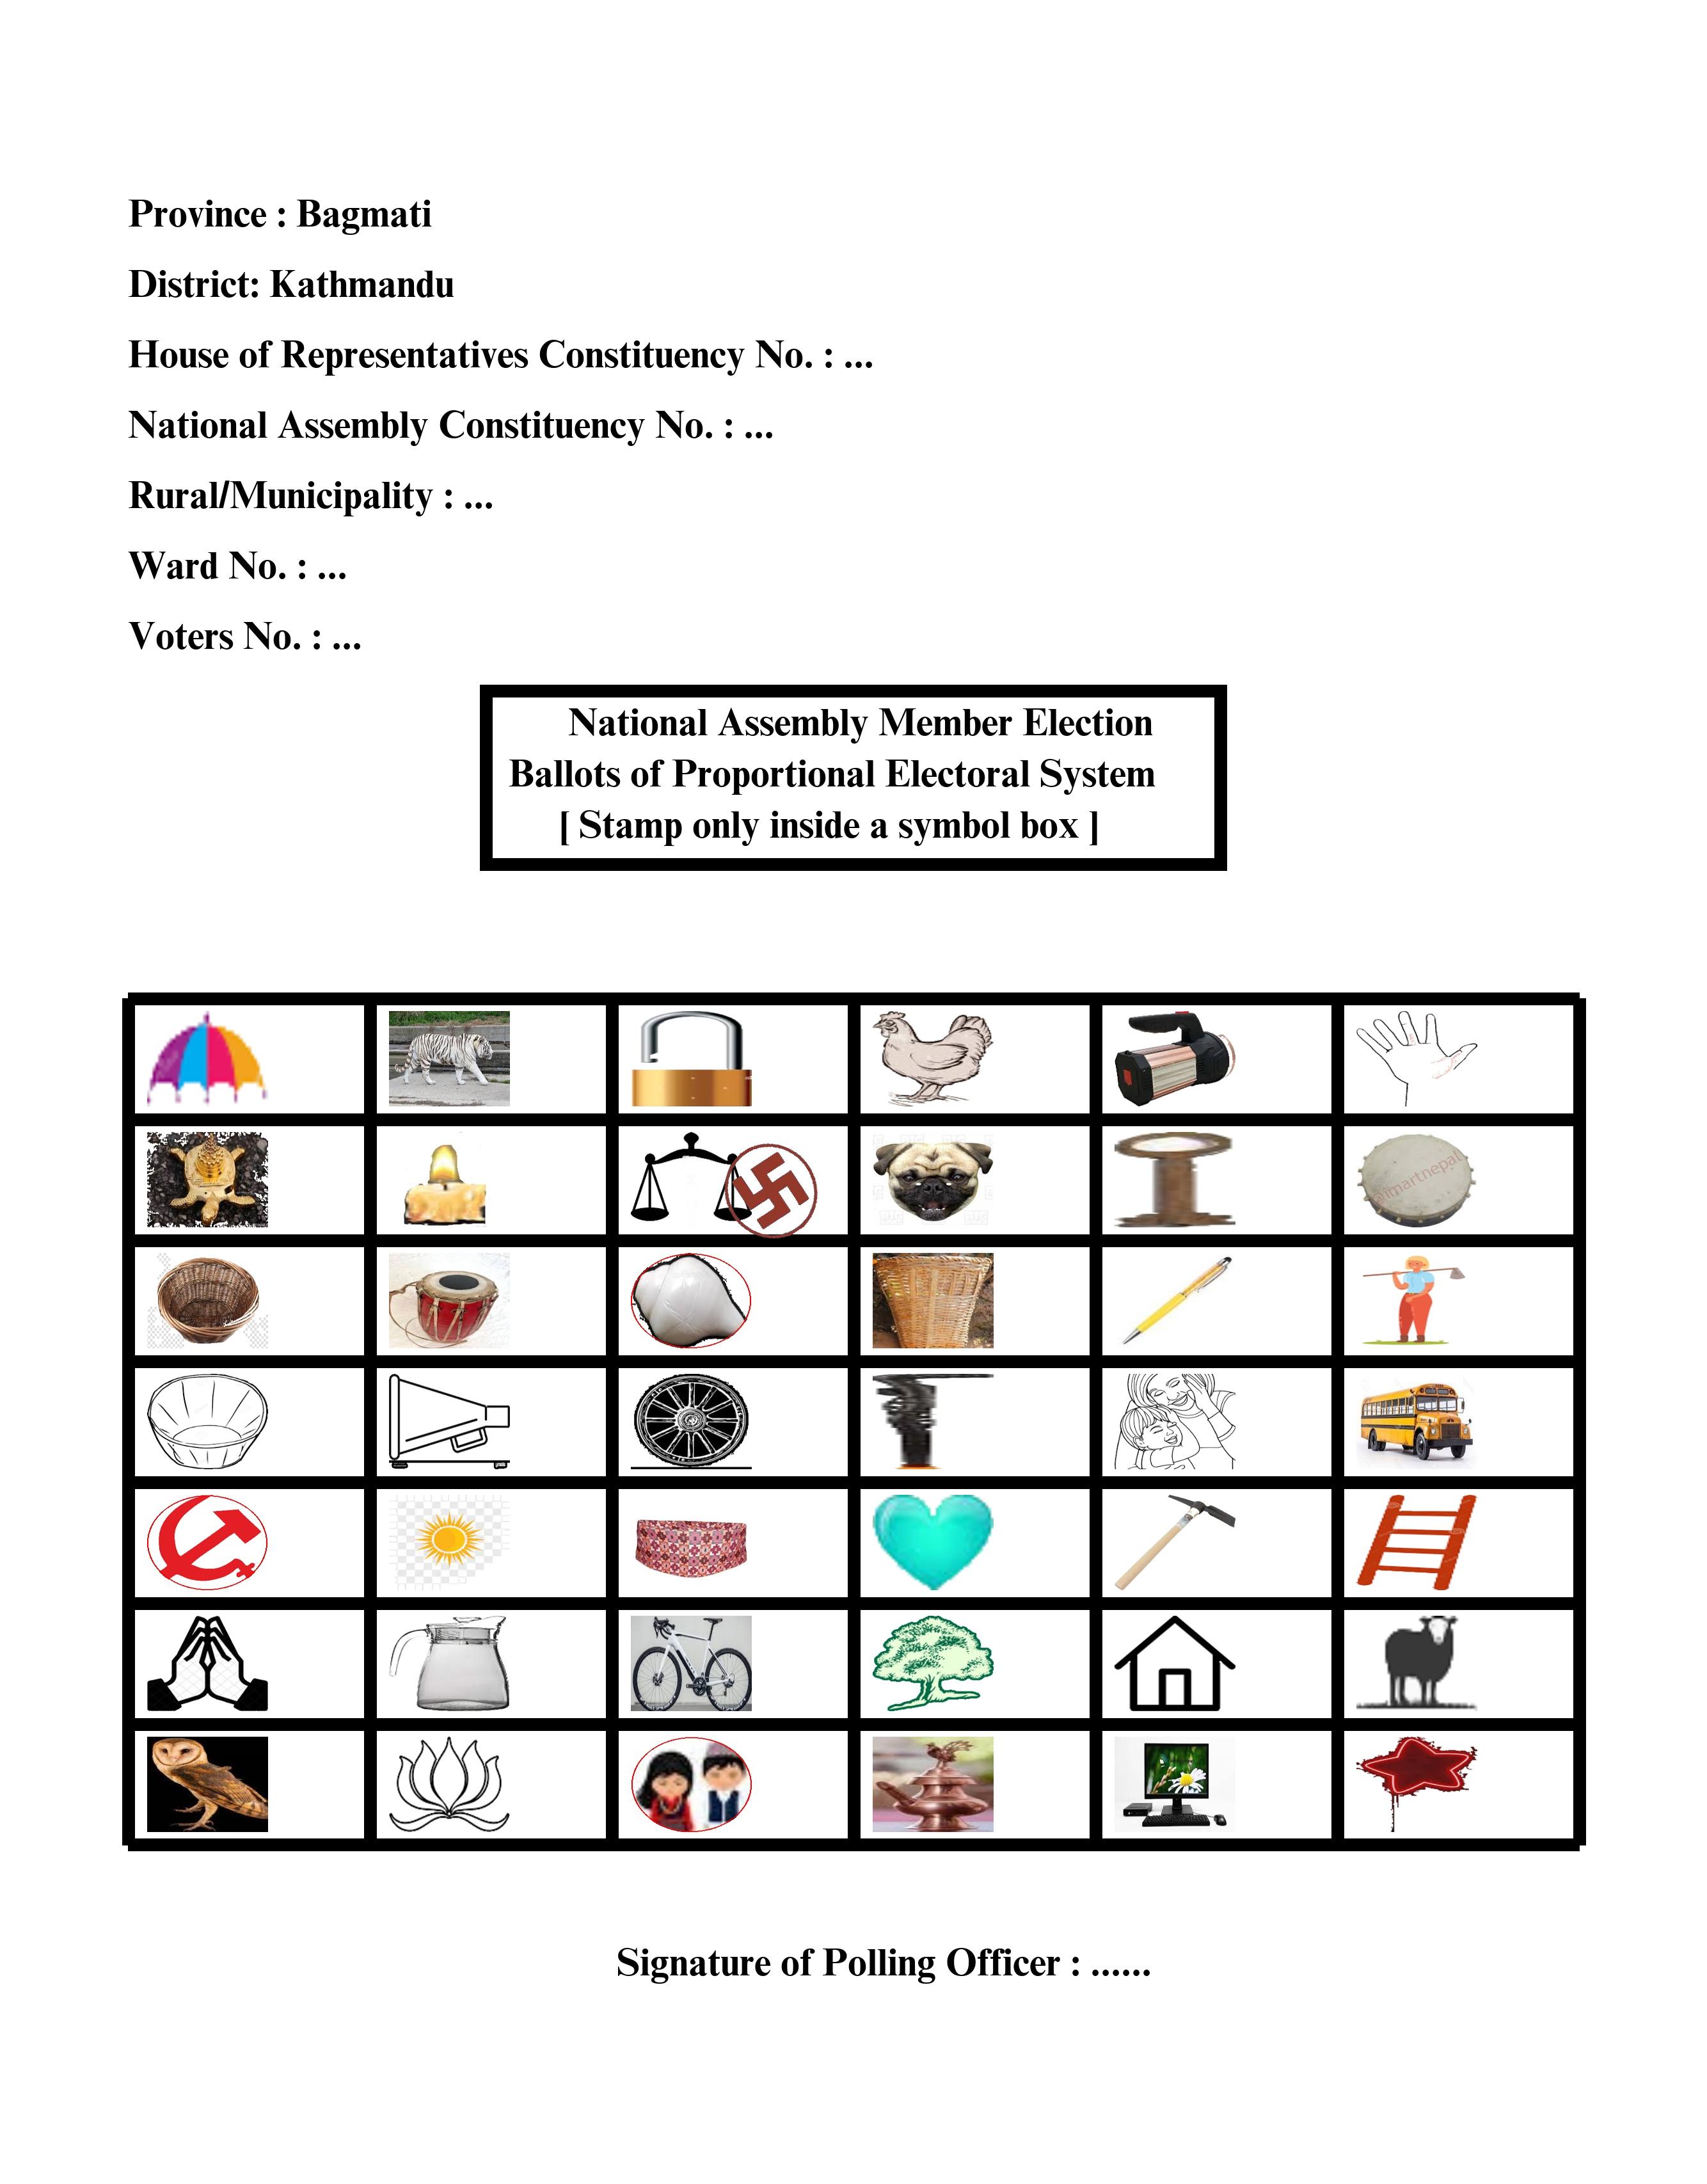 Province : Bagmati
District: Kathmandu
House of Representatives Constituency No. : ...
National Assembly Constituency No. : ...
Rural/Municipality : ...
Ward No. : ...
Voters No. : ...
National Assembly Member Election
Ballots of Proportional Electoral System
[ Stamp only inside a symbol box ]
Signature of Polling Officer : ......